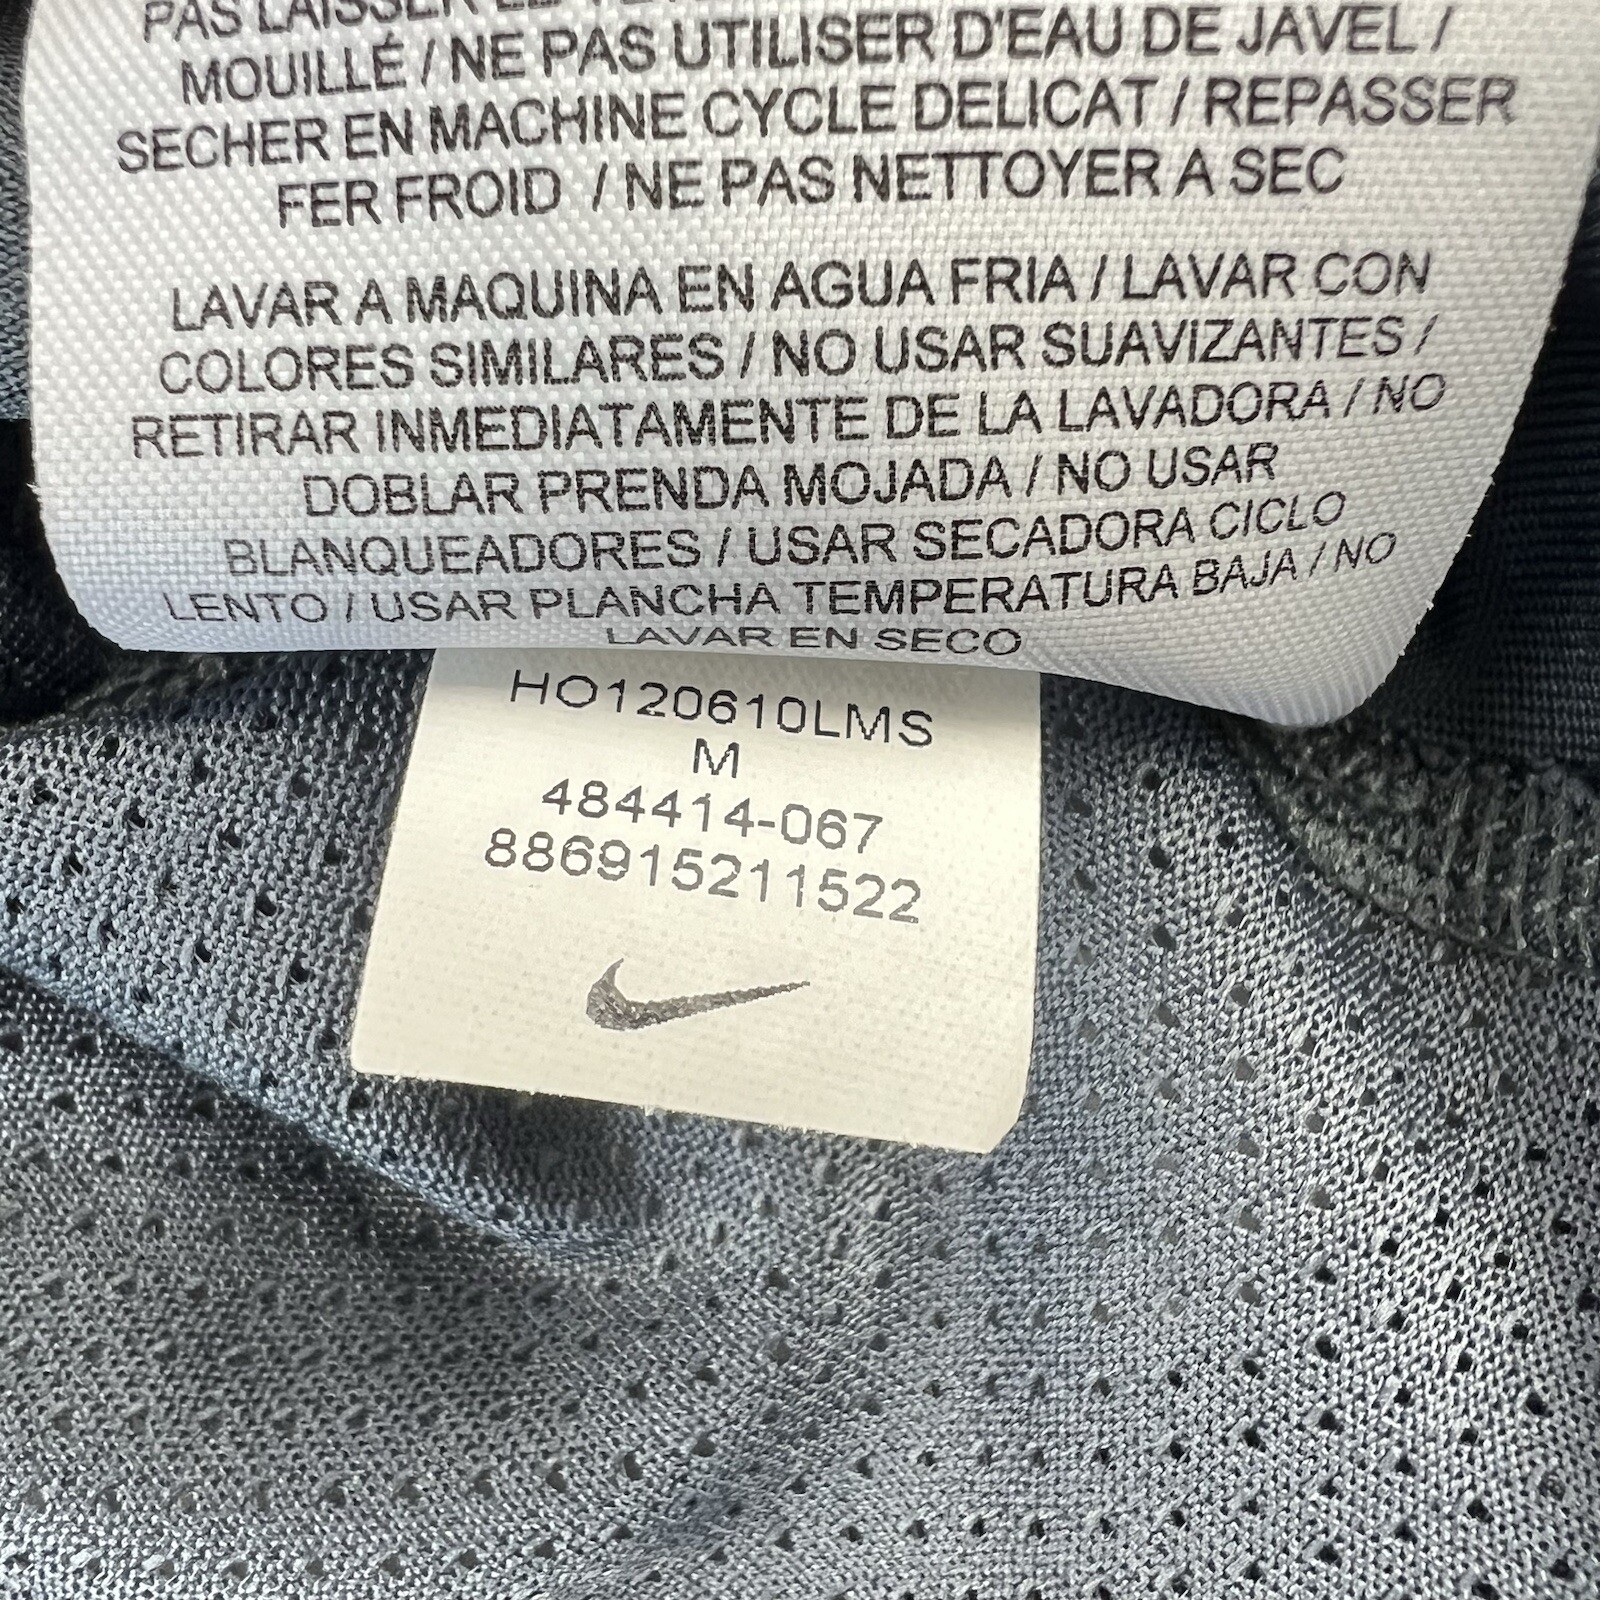 PAS LAISSER LE
MOUILLÉ / NE PAS UTILISER D'EAU DE JAVEL /
SECHER EN MACHINE CYCLE DELICAT / REPASSER
FER FROID / NE PAS NETTOYER A SEC
LAVAR A MAQUINA EN AGUA FRIA / LAVAR CON
COLORES SIMILARES / NO USAR SUAVIZANTES /
RETIRAR INMEDIATAMENTE DE LA LAVADORA / NO
DOBLAR PRENDA MOJADA / NO USAR
BLANQUEADORES / USAR SECADORA CICLO
LENTO / USAR PLANCHA TEMPERATURA BAJA / NO
LAVAR EN SECO
HO120610LMS
M
484414-067
886915211522